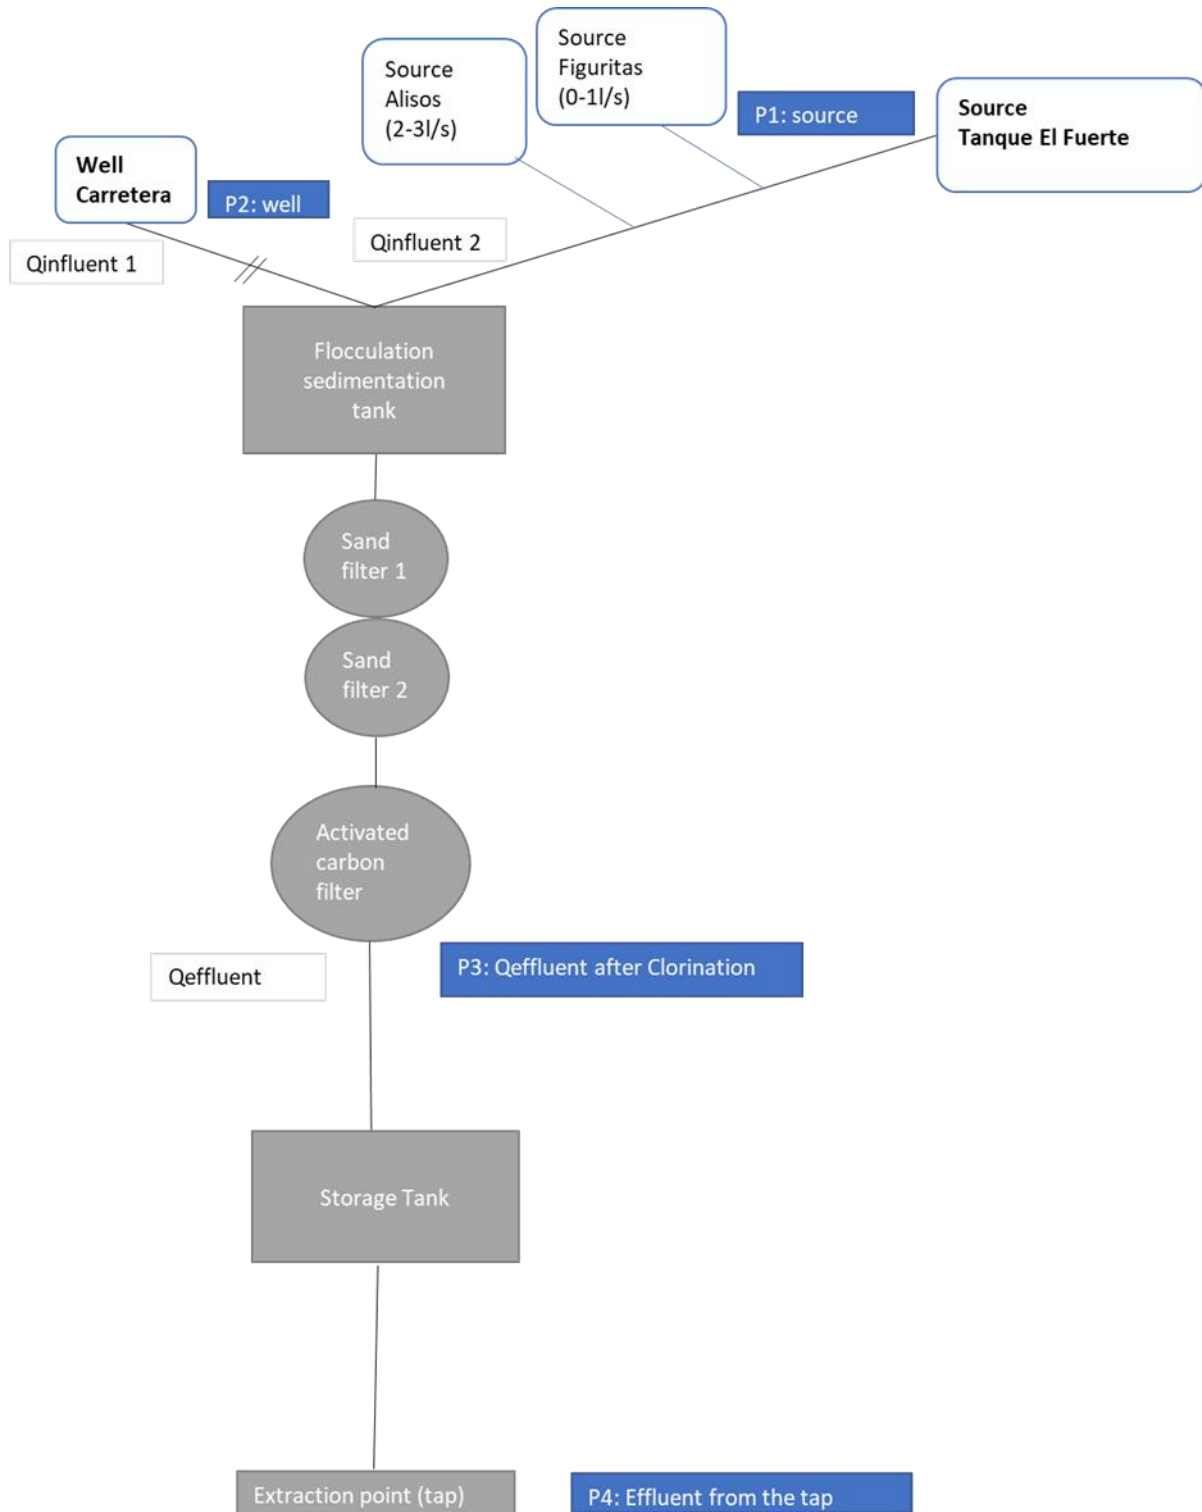 Source
Figuritas
(0-1l/s)
Source
Alisos
(2-3l/s)
P1: source
Source
Tanque El Fuerte
Well
Carretera
P2: well
Qinfluent 1
Qinfluent 2
Flocculation
sedimentation
tank
Sand
filter 1
Sand
filter 2
Activated
carbon
filter
Qeffluent
P3: Qeffluent after Clorination
Storage Tank
Extraction point (tap)
P4: Effluent from the tap